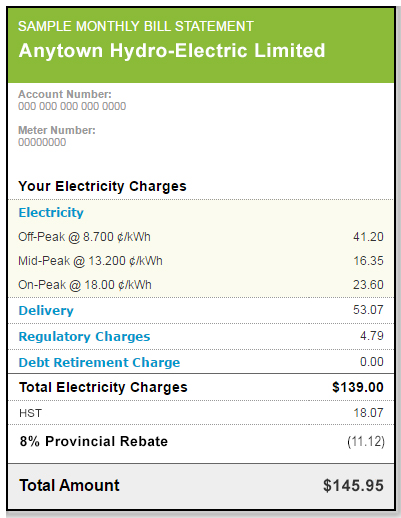 SAMPLE MONTHLY BILL STATEMENT
Anytown Hydro-Electric Limited
Account Number:
000 000 000 000 0000
Meter Number:
00000000
Your Electricity Charges
Electricity
Off-Peak @ 8.700 ¢/kWh 41.20
Mid-Peak @ 13.200 ¢/kWh 16.35
On-Peak @ 18.00 ¢/kWh 23.60
Delivery 53.07
Regulatory Charges 4.79
Debt Retirement Charge 0.00
Total Electricity Charges $139.00
HST 18.07
8% Provincial Rebate (11.12)
Total Amount $145.95